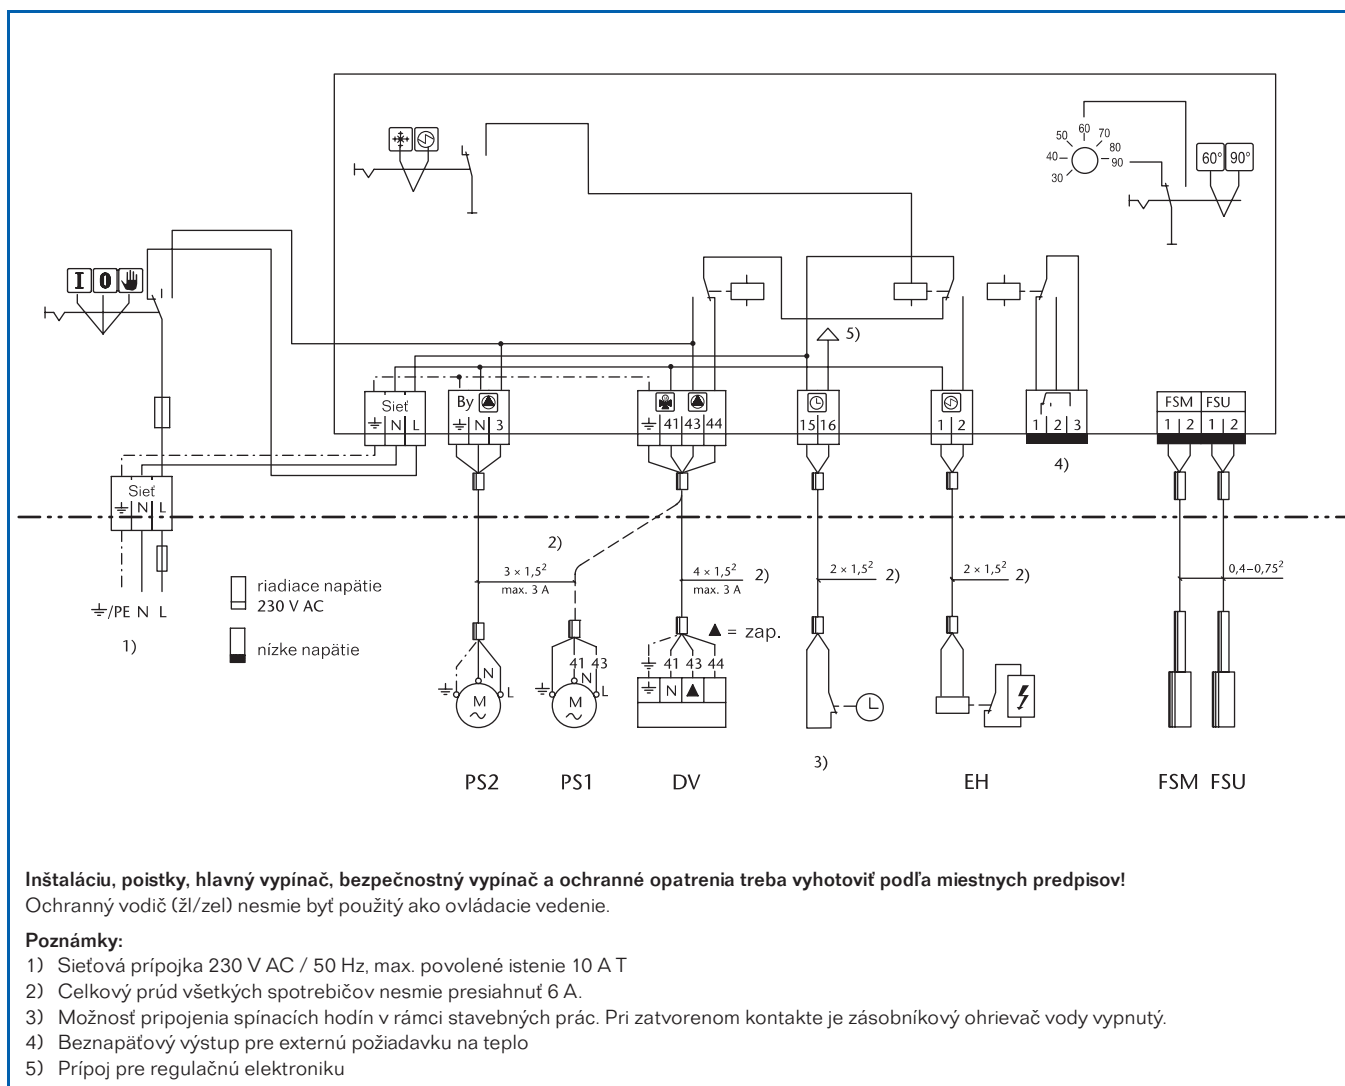 60
50 70
40 80
30 90
60° 90°
I 0
5)
Sieť
N L
By
N 3
41 43 44
15 16
1 2
1 2 3
4)
FSM FSU
1 2 1 2
Sieť
N L
/PE N L
1)
riadiace napätie
230 V AC
nízke napätie
2)
3 × 1,5²
max. 3 A
4 × 1,5²
max. 3 A
2)
2 × 1,5²
2)
2 × 1,5²
2)
0,4–0,75²
▲ = zap.
N
L
M
41 43
N
L
M
41 43 44
N ▲
3)
PS2 PS1 DV EH FSM FSU
Inštaláciu, poistky, hlavný vypínač, bezpečnostný vypínač a ochranné opatrenia treba vyhotoviť podľa miestnych predpisov!
Ochranný vodič (žl/zel) nesmie byť použitý ako ovládacie vedenie.
Poznámky:
1) Sieťová prípojka 230 V AC / 50 Hz, max. povolené istenie 10 A T
2) Celkový prúd všetkých spotrebičov nesmie presiahnuť 6 A.
3) Možnosť pripojenia spínacích hodín v rámci stavebných prác. Pri zatvorenom kontakte je zásobníkový ohrievač vody vypnutý.
4) Beznapäťový výstup pre externú požiadavku na teplo
5) Prípoj pre regulačnú elektroniku